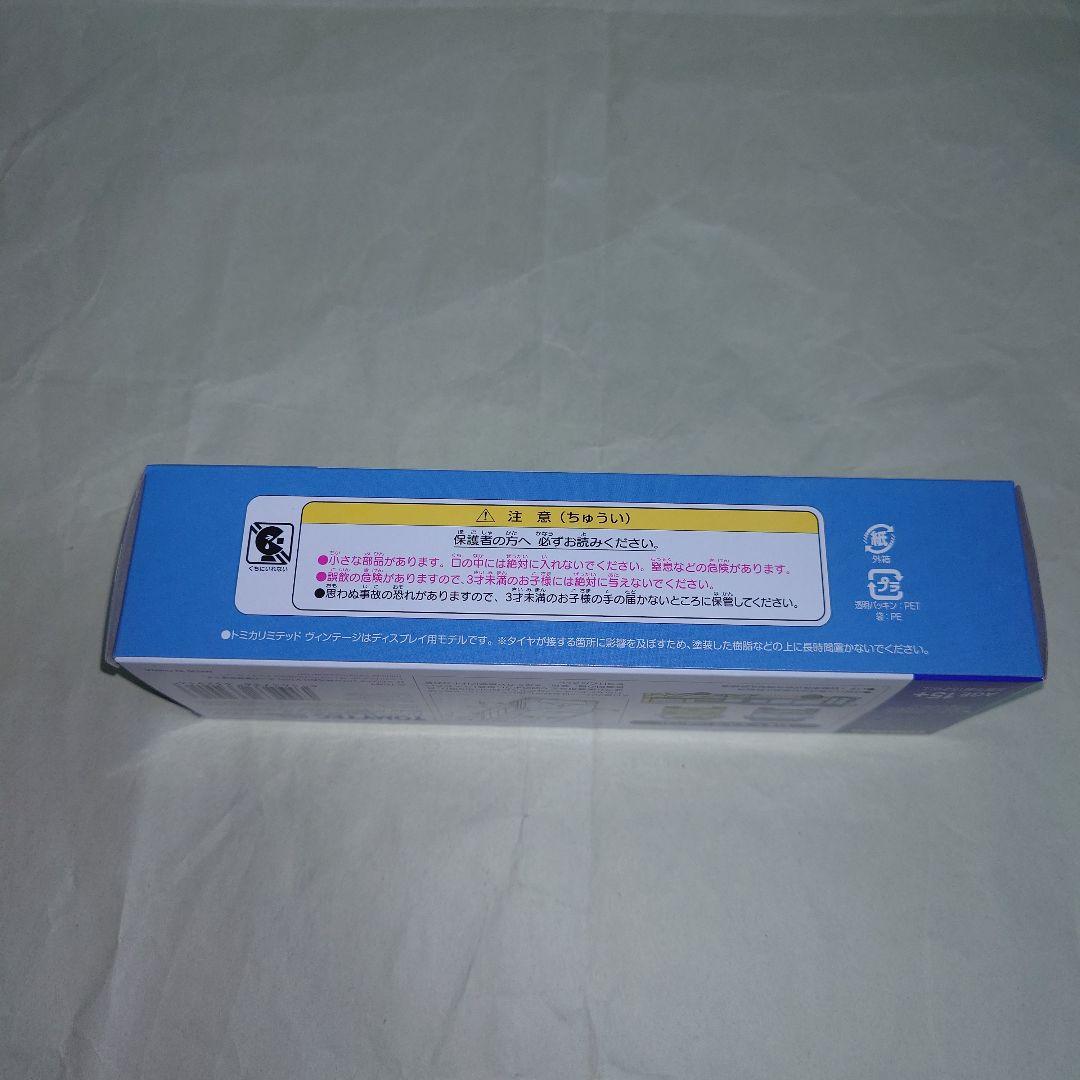 くちにいれない
⚠ 注意(ちゅうい)
保護者の方へ 必ずお読みください。
●小さな部品があります。口の中には絶対に入れないでください。窒息などの危険があります。
●誤飲の危険がありますので、3才未満のお子様には絶対に与えないでください。
●思わぬ事故の恐れがありますので、3才未満のお子様の手の届かないところに保管してください。
●トミカリミテッド ヴィンテージはディスプレイ用モデルです。※タイヤが接する箇所に影響を及ぼすため、塗装した樹脂などの上に長時間置かないでください。
紙
外箱
プラ
透明パッキン:PET
袋:PE
AGE 15+
TOMYTEC